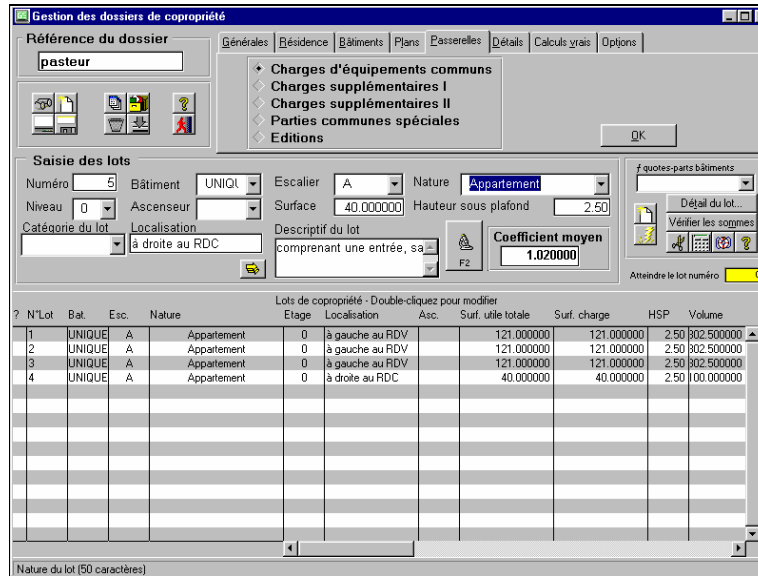 Gestion des dossiers de copropriété
Référence du dossier
pasteur
Générales Résidence Bâtiments Plans Passerelles Détails Calculs vrais Options
Charges d'équipements communs
Charges supplémentaires I
Charges supplémentaires II
Parties communes spéciales
Editions
OK
Saisie des lots
Numéro 5 Bâtiment UNIQU Escalier A Nature Appartement
Niveau 0 Ascenseur Surface 40.000000 Hauteur sous plafond 2.50
Catégorie du lot Localisation Descriptif du lot
à droite au RDC comprenant une entrée, sa
F2
Coefficient moyen
1.020000
quotes-parts bâtiments
Détail du lot...
Vérifier les sommes
Atteindre le lot numéro
Lots de copropriété - Double-cliquez pour modifier
? N°Lot Bat. Esc. Nature Etage Localisation Asc. Surf. utile totale Surf. charge HSP Volume
1 UNIQUE A Appartement 0 à gauche au RDV 121.000000 121.000000 2.50 302.500000
2 UNIQUE A Appartement 0 à gauche au RDV 121.000000 121.000000 2.50 302.500000
3 UNIQUE A Appartement 0 à gauche au RDV 121.000000 121.000000 2.50 302.500000
4 UNIQUE A Appartement 0 à droite au RDC 40.000000 40.000000 2.50 100.000000
Nature du lot (50 caractères)